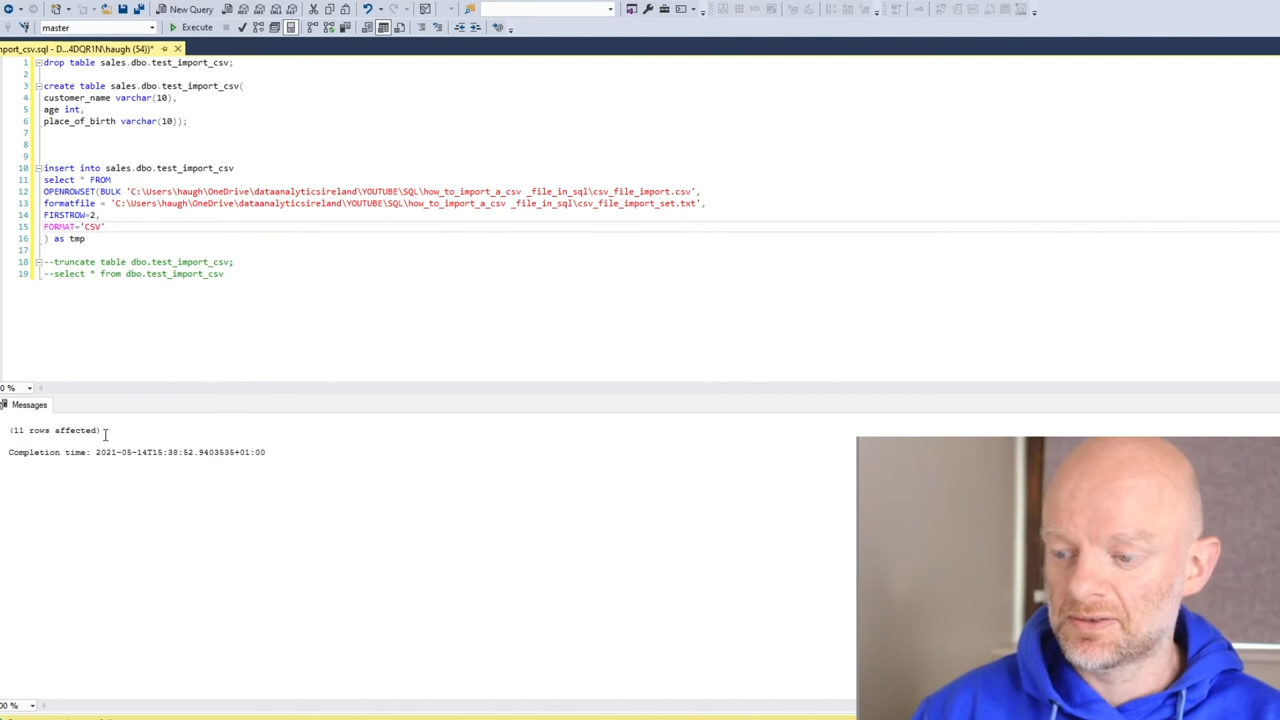 New Query
master
Execute
mport_csv.sql - D...4DQR1N\haugh (54))*
1 drop table sales.dbo.test_import_csv;
2
3 create table sales.dbo.test_import_csv(
4 customer_name varchar(10),
5 age int,
6 place_of_birth varchar(10));
7
8
9
10 insert into sales.dbo.test_import_csv
11 select * FROM
12 OPENROWSET(BULK 'C:\Users\haugh\OneDrive\dataanalyticsireland\YOUTUBE\SQL\how_to_import_a_csv _file_in_sql\csv_file_import.csv',
13 formatfile = 'C:\Users\haugh\OneDrive\dataanalyticsireland\YOUTUBE\SQL\how_to_import_a_csv _file_in_sql\csv_file_import_set.txt',
14 FIRSTROW=2,
15 FORMAT='CSV'
16 ) as tmp
17
18 --truncate table dbo.test_import_csv;
19 --select * from dbo.test_import_csv
0 %
Messages
(11 rows affected)
Completion time: 2021-05-14T15:38:52.9403535+01:00
00 %